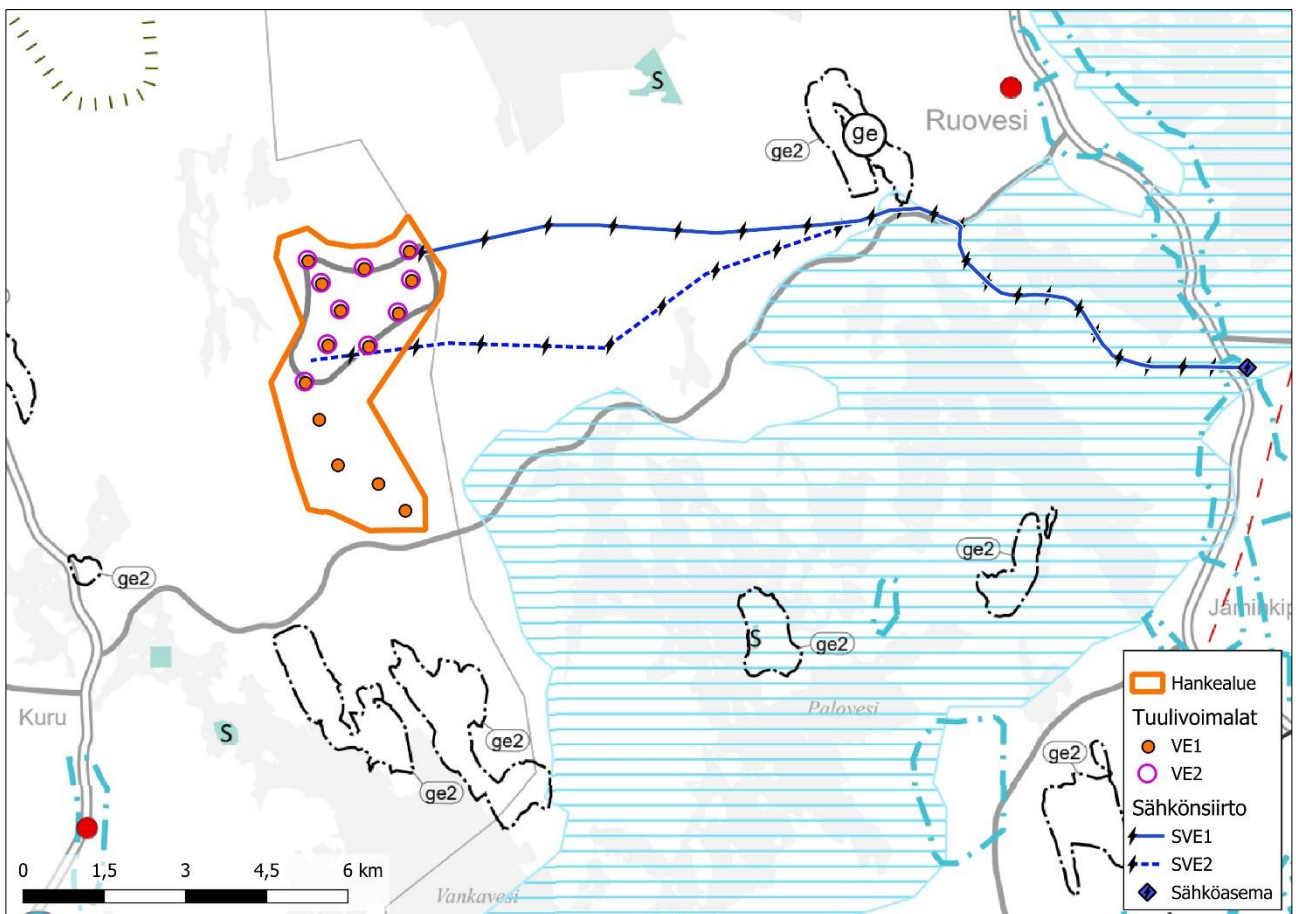 S
ge
Ruovesi
ge2
ge2
ge2
S
ge2
Jäminkip
Kuru
S
Palovesi
ge2
ge2
ge2
Vankavesi
0 1,5 3 4,5 6 km
Hankealue
Tuulivoimalat
VE1
VE2
Sähkönsiirto
SVE1
SVE2
Sähköasema